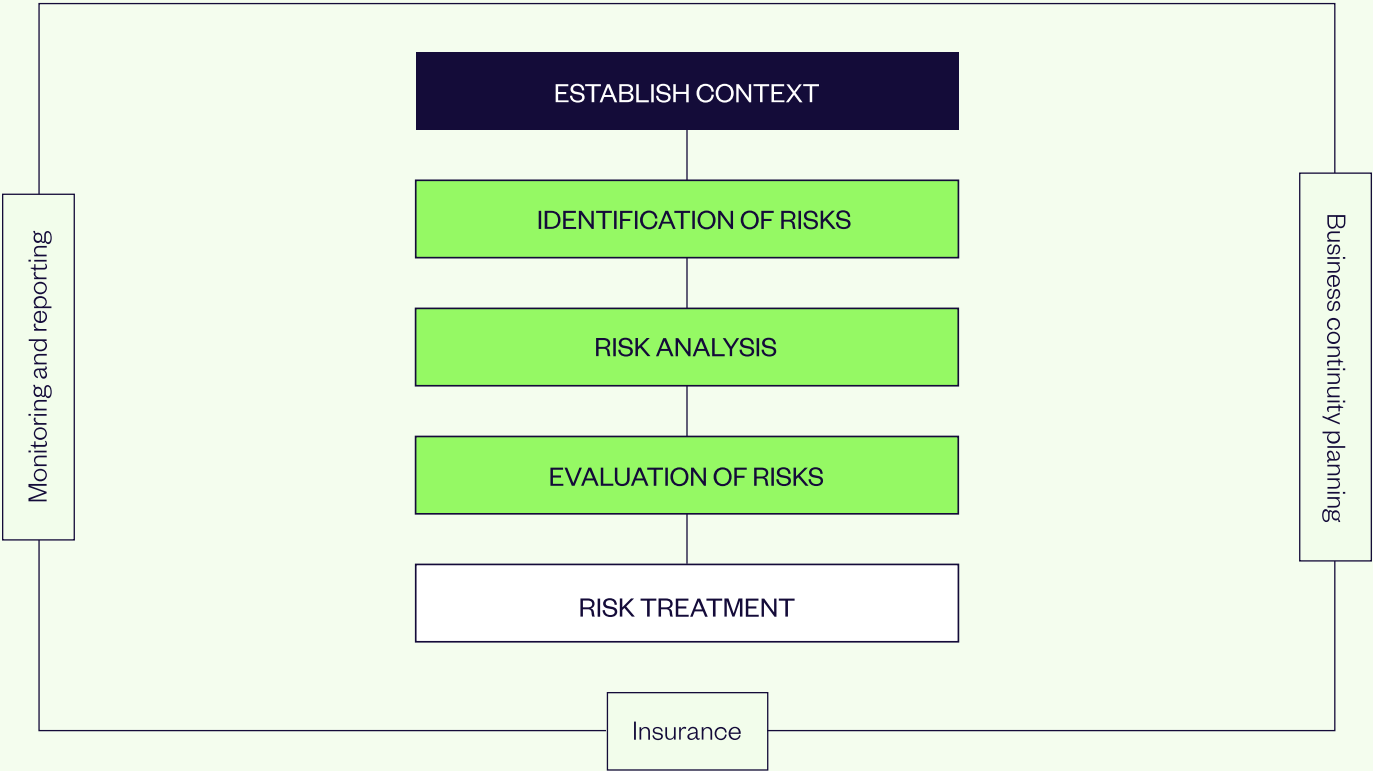 ESTABLISH CONTEXT
IDENTIFICATION OF RISKS
RISK ANALYSIS
EVALUATION OF RISKS
RISK TREATMENT
Monitoring and reporting
Business continuity planning
Insurance